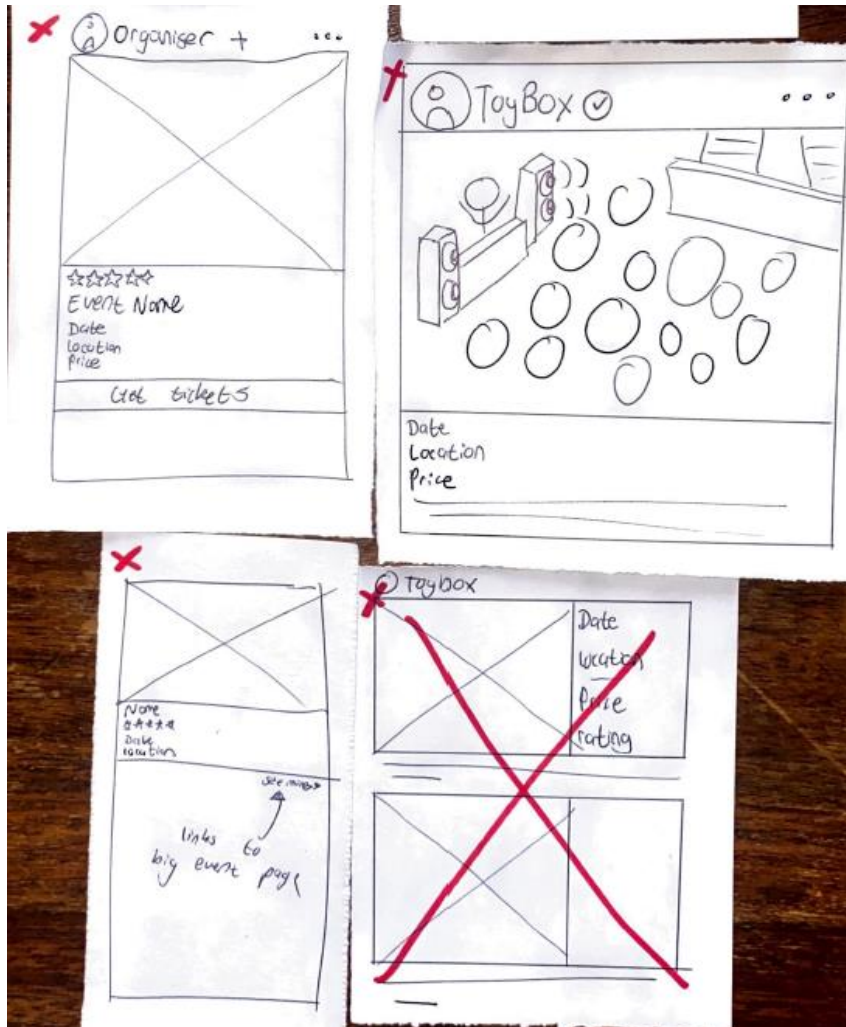 Organiser +
Event Name
Date
Location
Price
Get tickets
ToyBox
Date
Location
Price
Name
Date
Location
see more
links to
big event page
Toybox
Date
Location
Price
rating